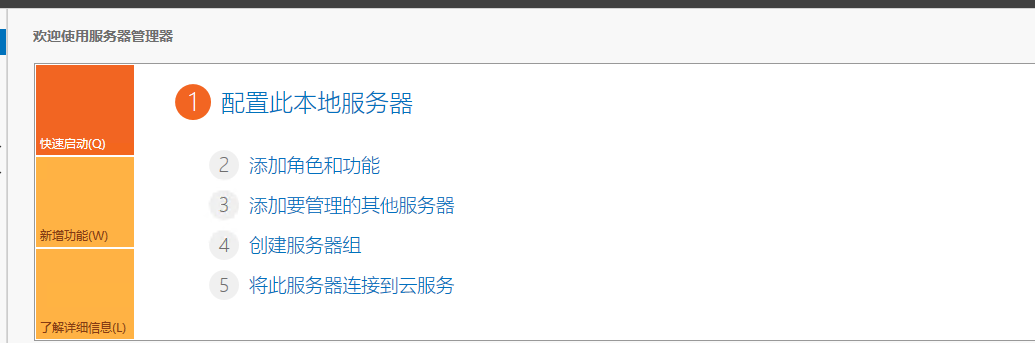 欢迎使用服务器管理器
1 配置此本地服务器
快速启动(Q)
2 添加角色和功能
3 添加要管理的其他服务器
新增功能(W)
4 创建服务器组
5 将此服务器连接到云服务
了解详细信息(L)